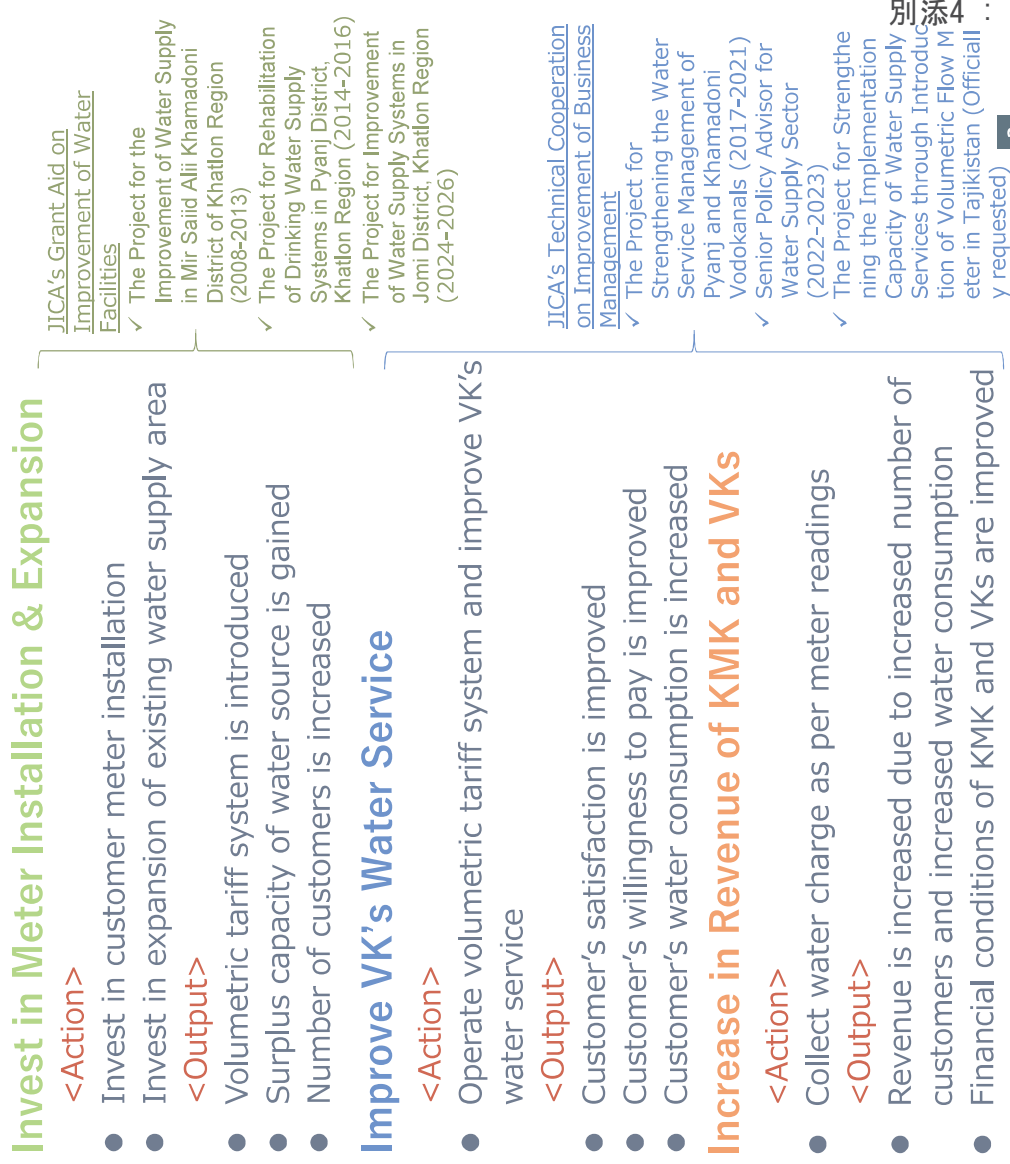 別添4 :
Invest in Meter Installation & Expansion
<Action>
● Invest in customer meter installation
● Invest in expansion of existing water supply area
<Output>
● Volumetric tariff system is introduced
● Surplus capacity of water source is gained
● Number of customers is increased
Improve VK's Water Service
<Action>
● Operate volumetric tariff system and improve VK's
water service
<Output>
● Customer's satisfaction is improved
● Customer's willingness to pay is improved
● Customer's water consumption is increased
Increase in Revenue of KMK and VKs
<Action>
● Collect water change as per meter readings
<Output>
● Revenue is increased due to increased number of
customers and increased water consumption
● Financial conditions of KMK and VKs are improved
JICA's Grant Aid on
Improvement of Water
Facilities
✓ The Project for the
Improvement of Water Supply
in Mir Saiid Alii Khamadoni
District of Khatlon Region
(2008-2013)
✓ The Project for Rehabilitation
of Drinking Water Supply
Systems in Pyanj District,
Khatlon Region (2014-2016)
✓ The Project for Improvement
of Water Supply Systems in
Jomi District, Khatlon Region
(2024-2026)
JICA's Technical Cooperation
on Improvement of Business
Management
✓ The Project for
Strengthening the Water
Service Management of
Pyanj and Khamadoni
Vodokanals (2017-2021)
✓ Senior Policy Advisor for
Water Supply Sector
(2022-2023)
✓ The Project for Strengthe
ning the Implementation
Capacity of Water Supply
Services through Introduc
tion of Volumetric Flow M
eter in Tajikistan (Officiall
y requested)